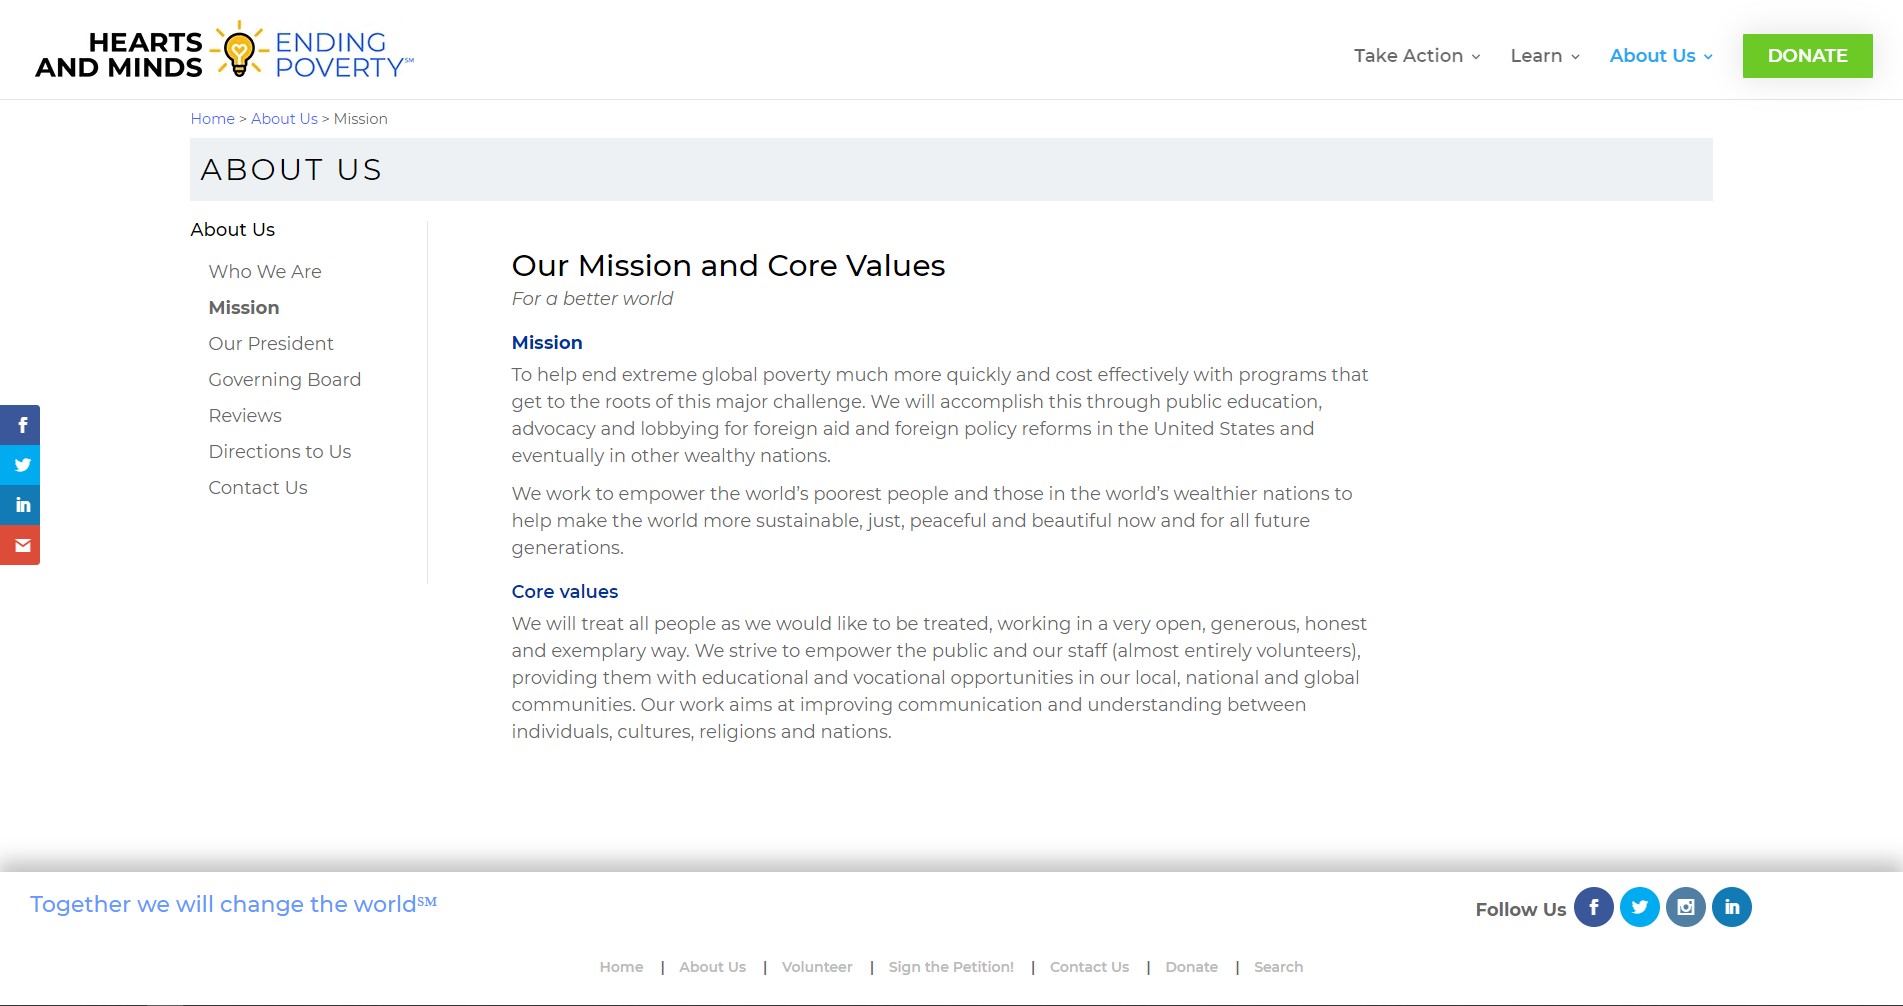 HEARTS
AND MINDS
ENDING
POVERTY℠
Take Action
Learn
About Us
DONATE
Home > About Us > Mission
ABOUT US
About Us
Who We Are
Mission
Our President
Governing Board
Reviews
Directions to Us
Contact Us
Our Mission and Core Values
For a better world
Mission
To help end extreme global poverty much more quickly and cost effectively with programs that
get to the roots of this major challenge. We will accomplish this through public education,
advocacy and lobbying for foreign aid and foreign policy reforms in the United States and
eventually in other wealthy nations.
We work to empower the world’s poorest people and those in the world’s wealthier nations to
help make the world more sustainable, just, peaceful and beautiful now and for all future
generations.
Core values
We will treat all people as we would like to be treated, working in a very open, generous, honest
and exemplary way. We strive to empower the public and our staff (almost entirely volunteers),
providing them with educational and vocational opportunities in our local, national and global
communities. Our work aims at improving communication and understanding between
individuals, cultures, religions and nations.
Together we will change the world℠
Follow Us
Home | About Us | Volunteer | Sign the Petition! | Contact Us | Donate | Search